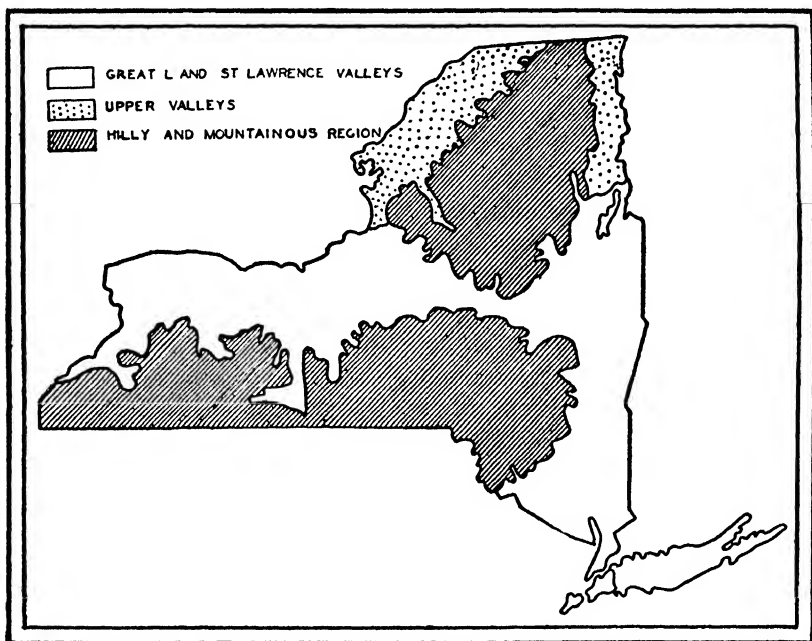 GREAT L AND ST LAWRENCE VALLEYS
UPPER VALLEYS
HILLY AND MOUNTAINOUS REGION